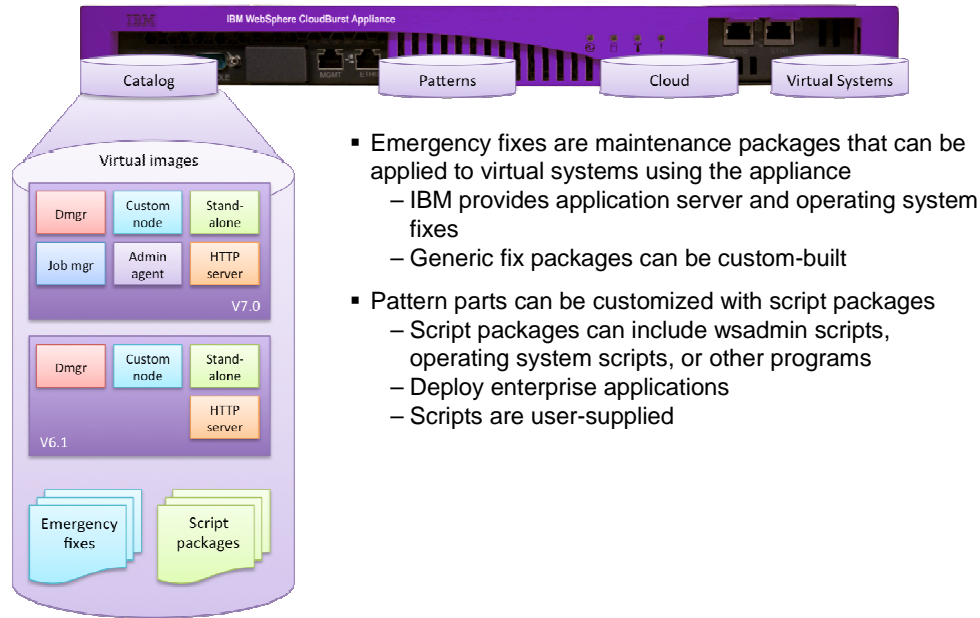 IBM
IBM WebSphere CloudBurst Appliance
MGMT
Catalog
Patterns
Cloud
Virtual Systems
Virtual images
Dmgr
Custom
node
Stand-
alone
Job mgr
Admin
agent
HTTP
server
V7.0
Dmgr
Custom
node
Stand-
alone
HTTP
server
V6.1
Emergency
fixes
Script
packages
▪ Emergency fixes are maintenance packages that can be
applied to virtual systems using the appliance
– IBM provides application server and operating system
fixes
– Generic fix packages can be custom-built
▪ Pattern parts can be customized with script packages
– Script packages can include wsadmin scripts,
operating system scripts, or other programs
– Deploy enterprise applications
– Scripts are user-supplied